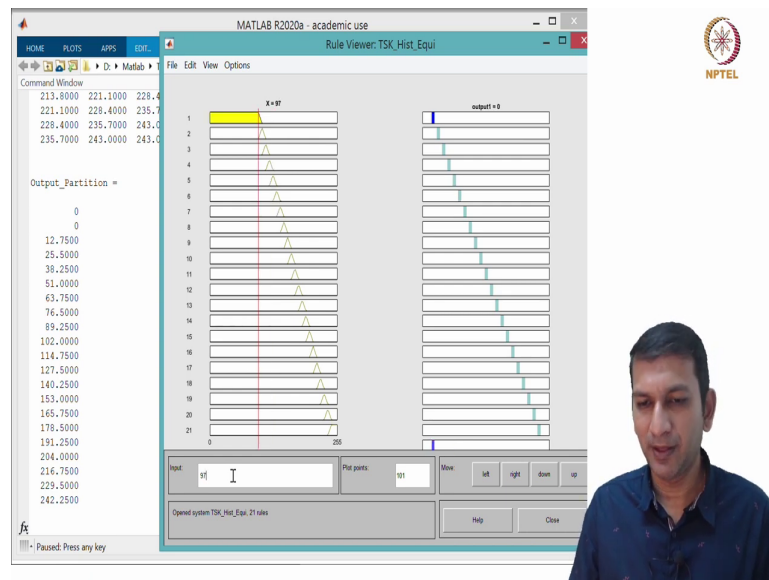 MATLAB R2020a - academic use
HOME PLOTS APPS EDIT..
Rule Viewer: TSK_Hist_Equi
D: Matlab T
File Edit View Options
Command Window
213.8000 221.1000 228.4
221.1000 228.4000 235.7
228.4000 235.7000 243.0
235.7000 243.0000 243.0
Output_Partition =
0
0
12.7500
25.5000
38.2500
51.0000
63.7500
76.5000
89.2500
102.0000
114.7500
127.5000
140.2500
153.0000
165.7500
178.5000
191.2500
204.0000
216.7500
229.5000
242.2500
fx
Paused: Press any key
X = 97
output1 = 0
1
2
3
4
5
6
7
8
9
10
11
12
13
14
15
16
17
18
19
20
21
0 255
Input: 97
Plot points: 101
Move: left right down up
Opened system TSK_Hist_Equi, 21 rules
Help Close
NPTEL